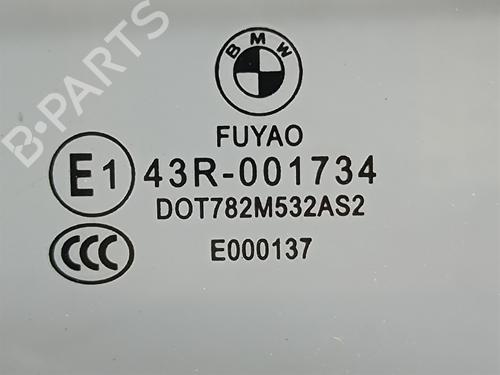 BMW
FUYAO
E1 43R-001734
DOT782M532AS2
CCC
E000137
B-PARTS